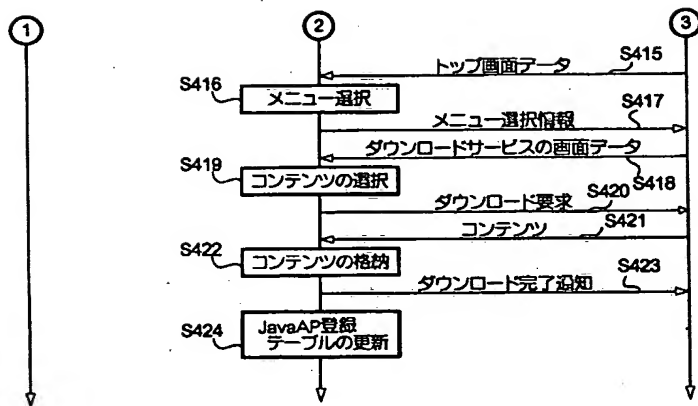 1 2 3
トップ画面データ S415
S416 メニュー選択
メニュー選択情報 S417
ダウンロードサービスの画面データ
S418
S419 コンテンツの選択
ダウンロード要求 S420
コンテンツ S421
S422 コンテンツの格納
ダウンロード完了通知 S423
S424 JavaAP登録
テーブルの更新